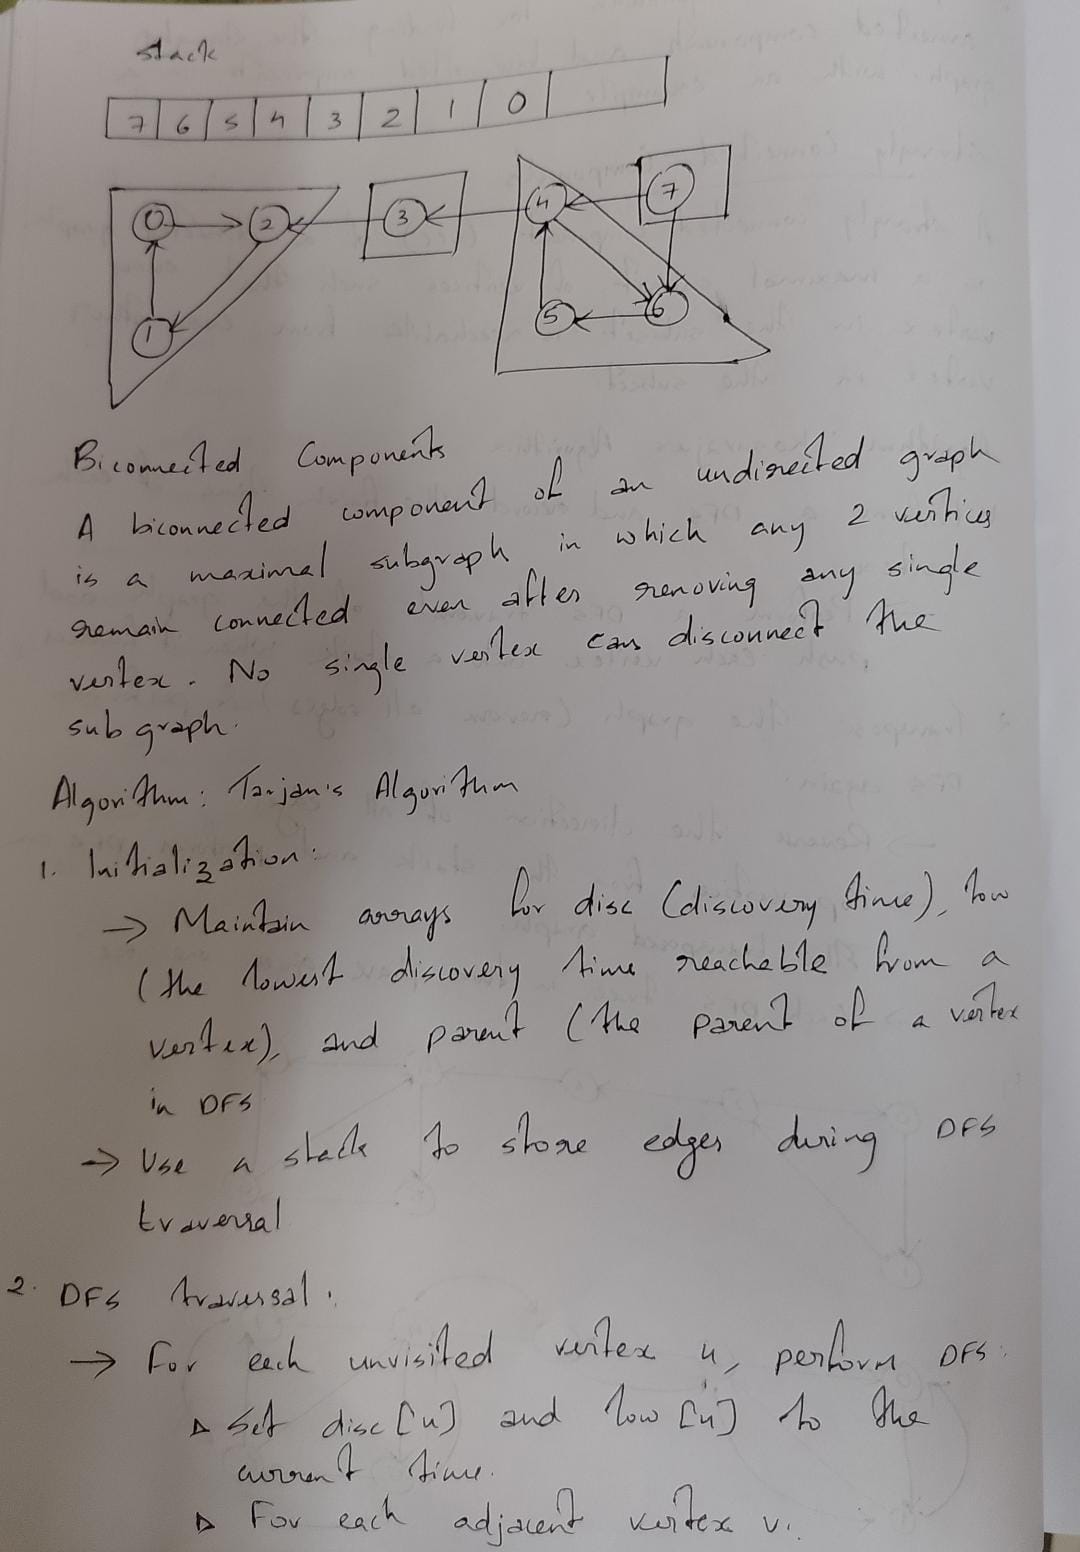 stack
7 6 5 4 3 2 1 0
0 2 3 4 7
1 5 6
Biconnected Components
A biconnected component of an undirected graph
is a maximal subgraph in which any 2 vertices
remain connected even after removing any single
vertex. No single vertex can disconnect the
sub graph.
Algorithm: Tarjan's Algorithm
1. Initialization:
→ Maintain arrays for disc (discovery time), low
(the lowest discovery time reachable from a
vertex), and parent (the parent of a vertex
in DFS
→ Use a stack to store edges during DFS
traversal
2. DFS traversal:
→ For each unvisited vertex u, perform DFS:
▷ Set disc[u] and low[u] to the
current time.
▷ For each adjacent vertex v: